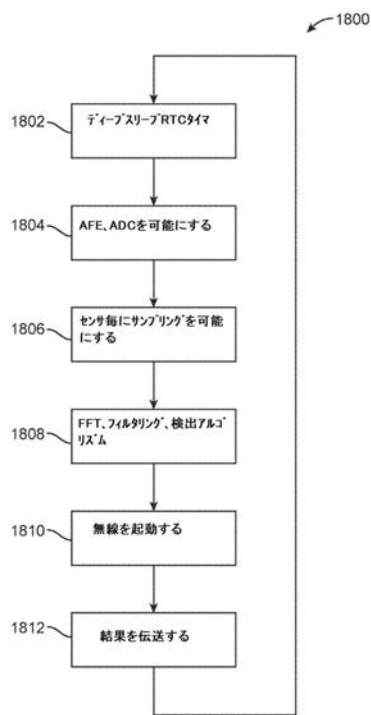 1800
1802
ﾃﾞｨｰﾌﾟｽﾘｰﾌﾟRTCﾀｲﾏ
1804
AFE、ADCを可能にする
1806
ｾﾝｻ毎にｻﾝﾌﾟﾘﾝｸﾞを可能
にする
1808
FFT、ﾌｨﾙﾀﾘﾝｸﾞ、検出ｱﾙｺﾞ
ﾘｽﾞﾑ
1810
無線を起動する
1812
結果を伝送する